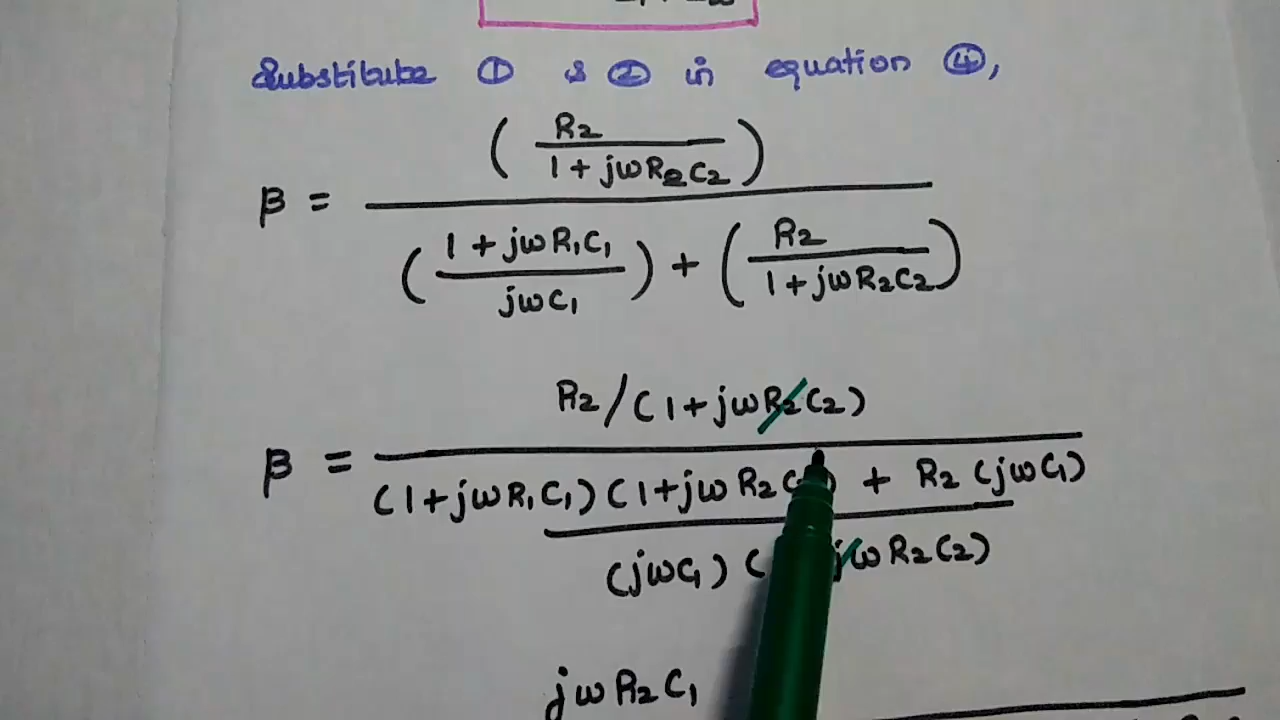 Substitute ① & ② in equation ④,
( R2 / 1 + jωR2C2 )
β =
( 1 + jωR1C1 / jωC1 ) + ( R2 / 1 + jωR2C2 )
R2/(1 + jωR2C2)
β =
(1+jωR1C1)(1+jωR2C ) + R2(jωC1)
(jωC1) ( jωR2C2)
jωR2C1